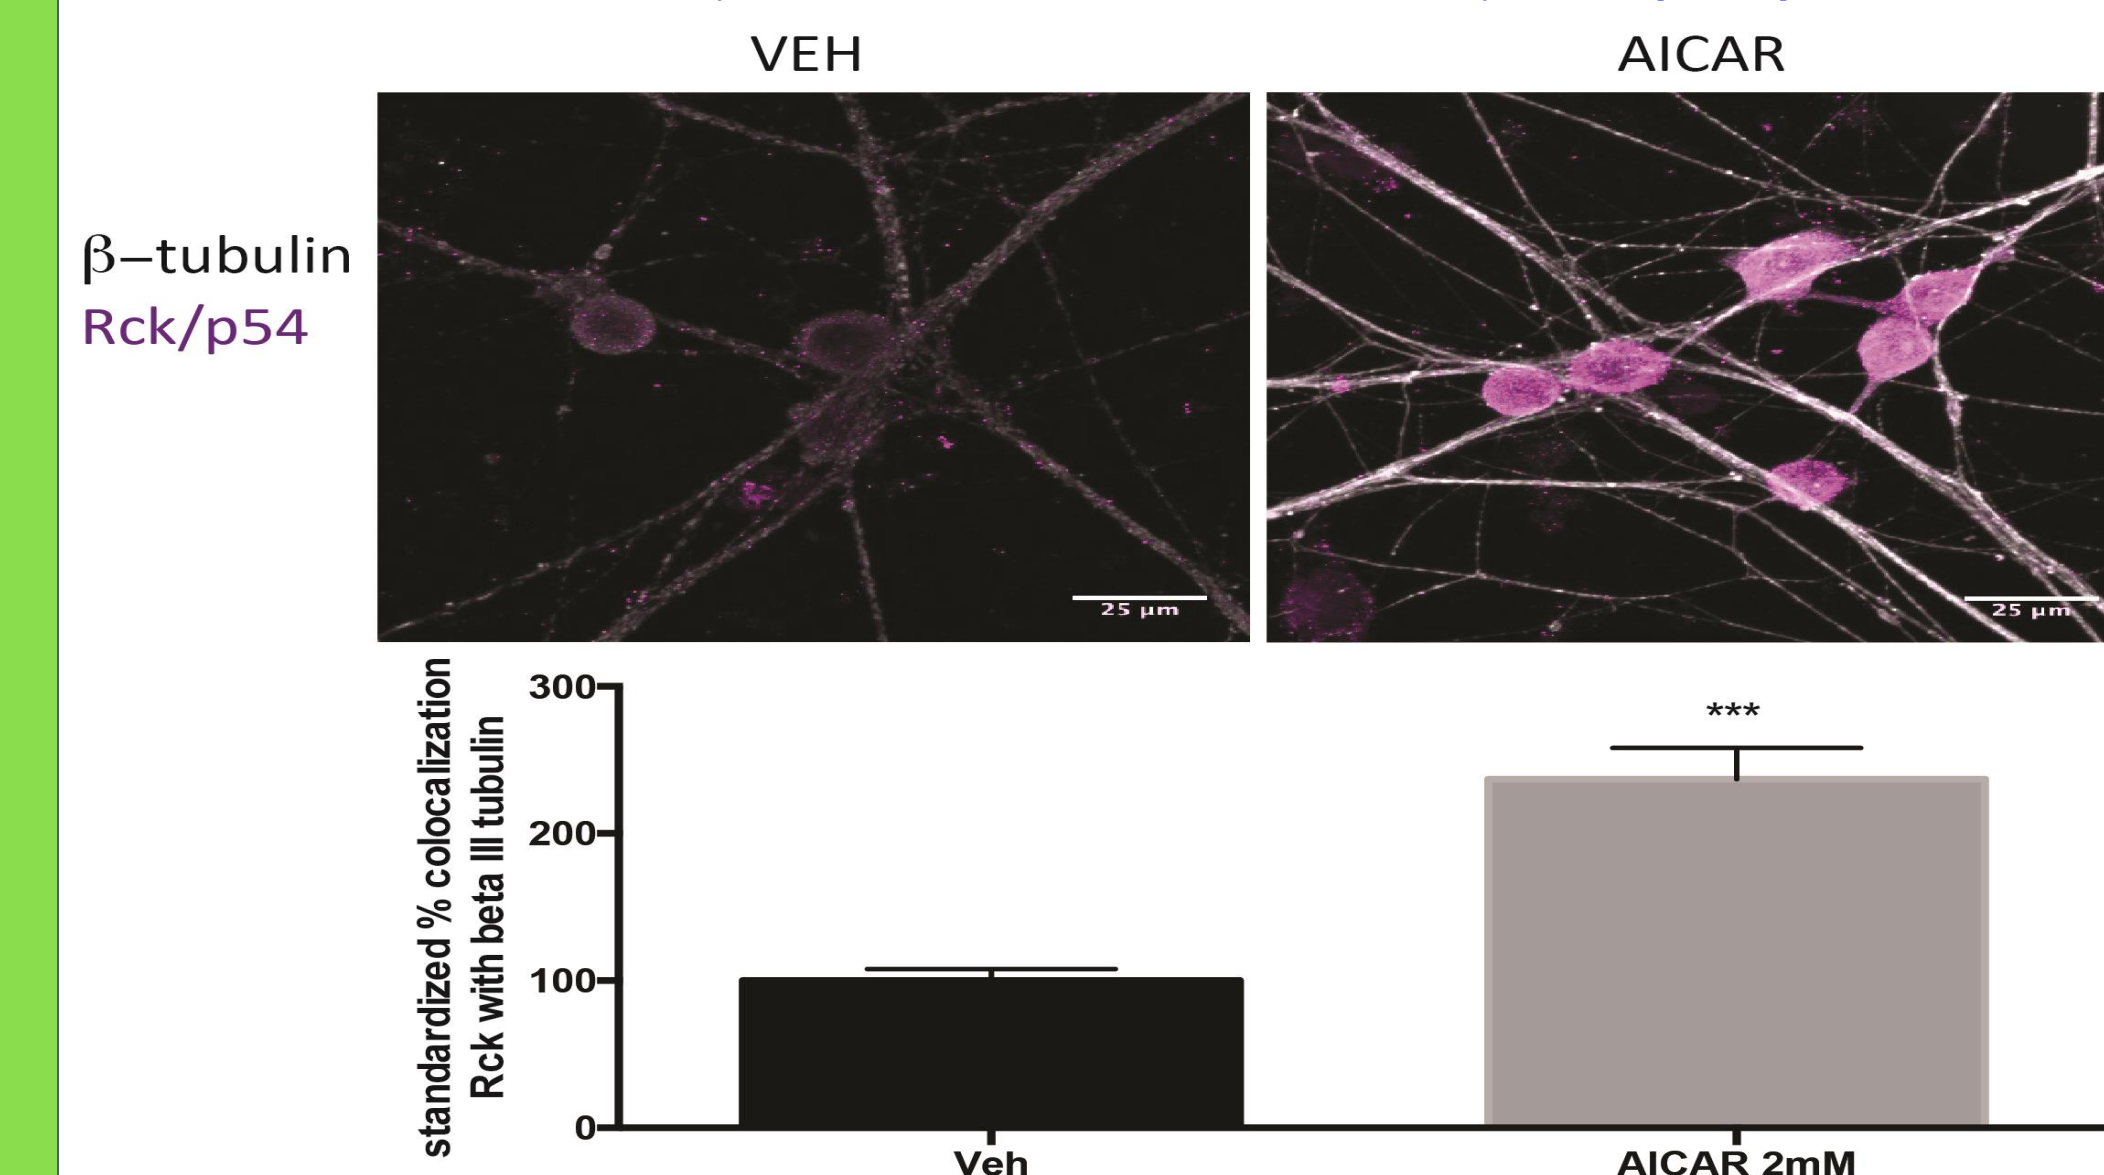 VEH
AICAR
β–tubulin
Rck/p54
25 µm
25 µm
standardized % colocalization
Rck with beta III tubulin
300
200
100
0
***
Veh
AICAR 2mM